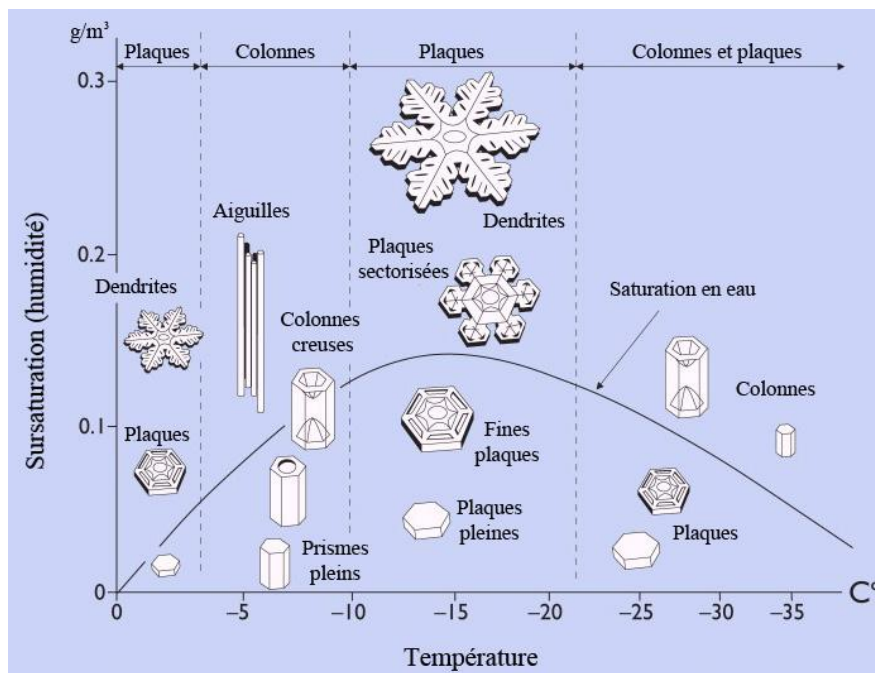 g/m³
Plaques
Colonnes
Plaques
Colonnes et plaques
0.3
Dendrites
Aiguilles
Plaques
sectorisées
0.2
Dendrites
Saturation en eau
Colonnes
creuses
Colonnes
0.1
Plaques
Fines
plaques
Plaques
pleines
Plaques
Prismes
pleins
0
Sursaturation (humidité)
0
-5
-10
-15
-20
-25
-30
-35
C°
Température